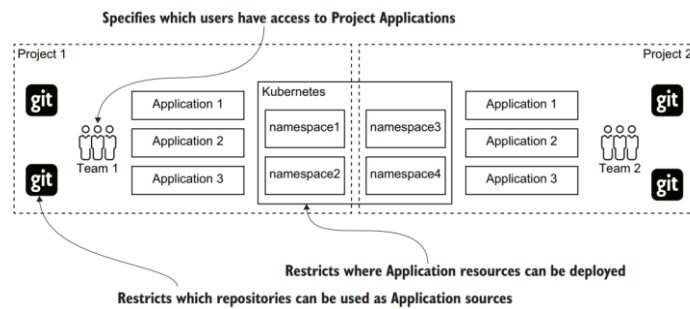 Specifies which users have access to Project Applications
Project 1
Project 2
git
Application 1
Kubernetes
namespace1
namespace3
Application 1
git
Team 1
Application 2
Application 2
Team 2
git
Application 3
namespace2
namespace4
Application 3
git
Restricts where Application resources can be deployed
Restricts which repositories can be used as Application sources